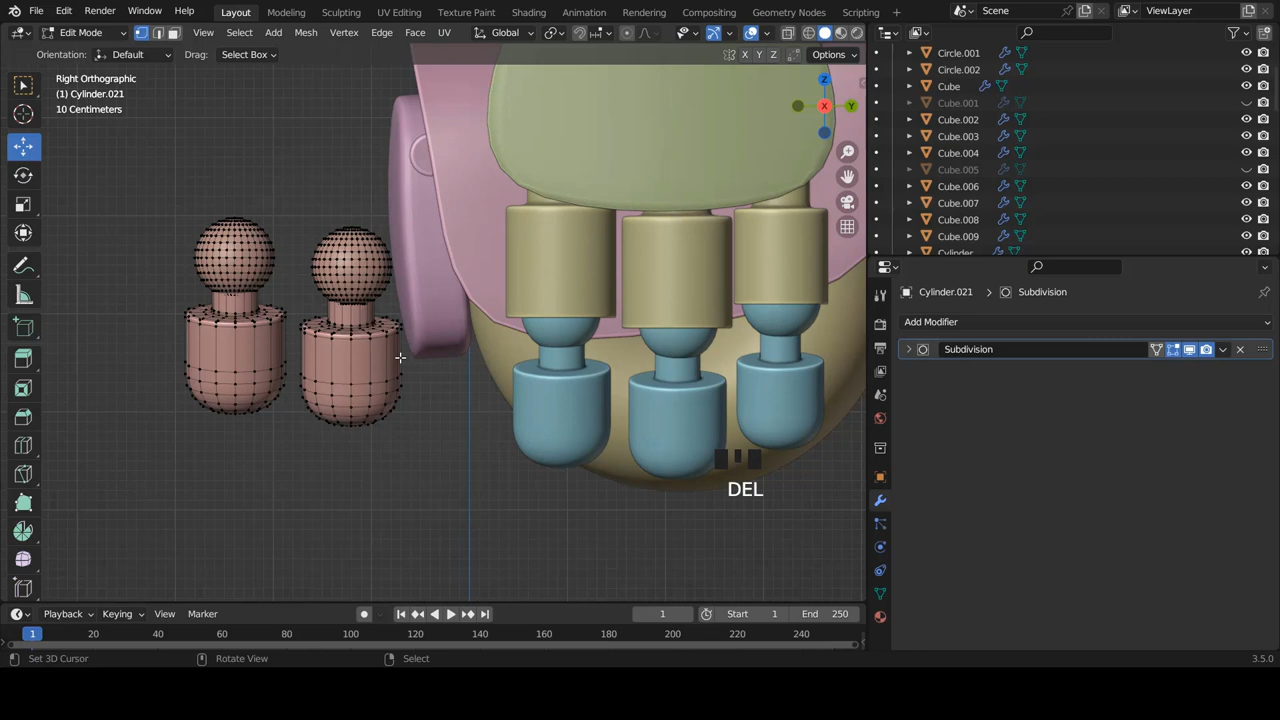 File Edit Render Window Help Layout Modeling Sculpting UV Editing Texture Paint Shading Animation Rendering Compositing Geometry Nodes Scripting Scene ViewLayer
Edit Mode View Select Add Mesh Vertex Edge Face UV Global
Orientation: Default Drag: Select Box X Y Z Options
Right Orthographic
(1) Cylinder.021
10 Centimeters
Z
X
Y
Circle.001
Circle.002
Cube
Cube.001
Cube.002
Cube.003
Cube.004
Cube.005
Cube.006
Cube.007
Cube.008
Cube.009
Cylinder
Cylinder.021 Subdivision
Add Modifier
Subdivision
DEL
Playback Keying View Marker 1 Start 1 End 250
1 20 40 60 80 100 120 140 160 180 200 220 240
Set 3D Cursor Rotate View Select 3.5.0